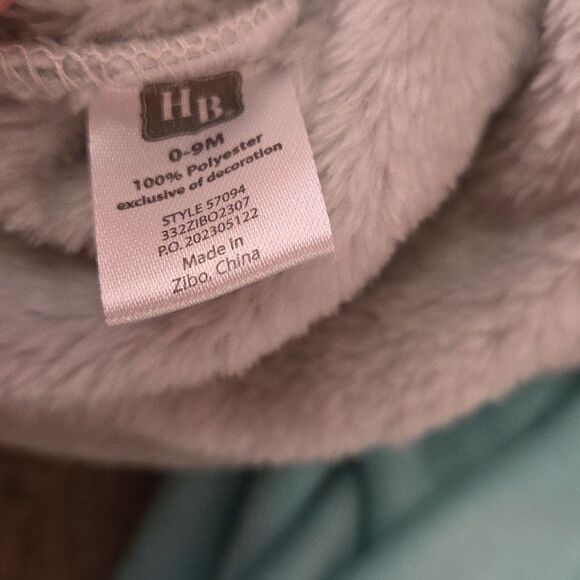 HB
0-9M
100% Polyester
exclusive of decoration
STYLE 57094
332ZIBO2307
P.O. 202305122
Made in
Zibo, China